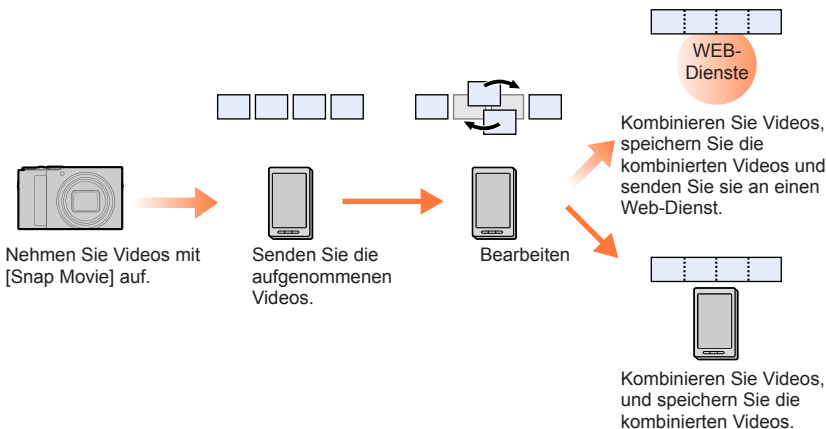 WEB-
Dienste
Kombinieren Sie Videos,
speichern Sie die
kombinierten Videos und
senden Sie sie an einen
Web-Dienst.
Nehmen Sie Videos mit
[Snap Movie] auf.
Senden Sie die
aufgenommenen
Videos.
Bearbeiten
Kombinieren Sie Videos,
und speichern Sie die
kombinierten Videos.